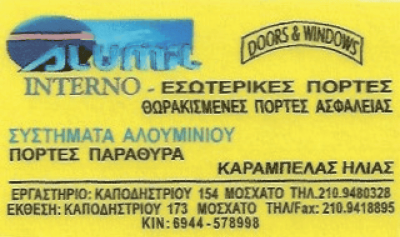 ALUMIL
DOORS & WINDOWS
INTERNO - ΕΣΩΤΕΡΙΚΕΣ ΠΟΡΤΕΣ
ΘΩΡΑΚΙΣΜΕΝΕΣ ΠΟΡΤΕΣ ΑΣΦΑΛΕΙΑΣ
ΣΥΣΤΗΜΑΤΑ ΑΛΟΥΜΙΝΙΟΥ
ΠΟΡΤΕΣ ΠΑΡΑΘΥΡΑ
ΚΑΡΑΜΠΕΛΑΣ ΗΛΙΑΣ
ΕΡΓΑΣΤΗΡΙΟ: ΚΑΠΟΔΗΣΤΡΙΟΥ 154 ΜΟΣΧΑΤΟ ΤΗΛ.210.9480328
ΕΚΘΕΣΗ: ΚΑΠΟΔΗΣΤΡΙΟΥ 173 ΜΟΣΧΑΤΟ ΤΗΛ/Fax: 210.9418895
ΚΙΝ: 6944-578998